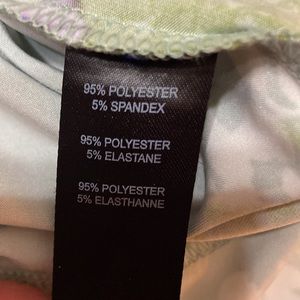 95% POLYESTER
5% SPANDEX
95% POLYESTER
5% ELASTANE
95% POLYESTER
5% ELASTHANNE